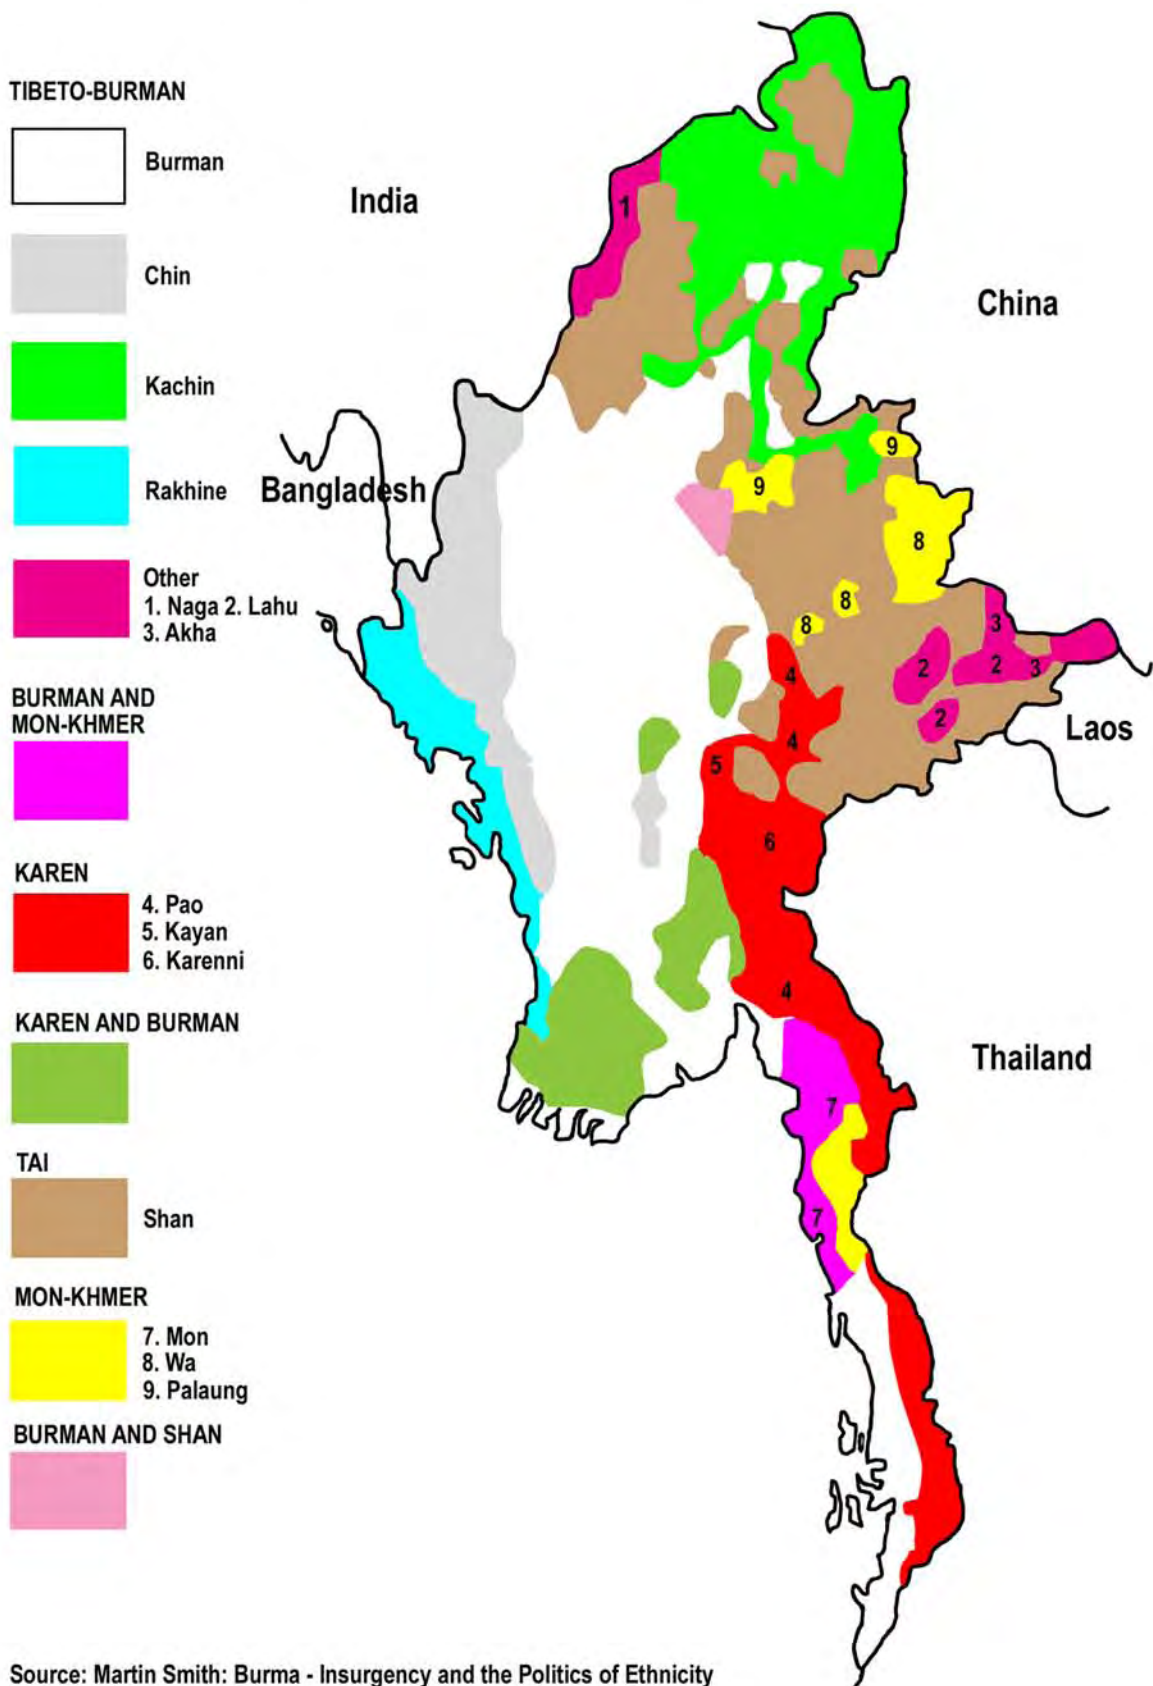 TIBETO-BURMAN
Burman
Chin
Kachin
Rakhine
Other
1. Naga 2. Lahu
3. Akha
BURMAN AND
MON-KHMER
KAREN
4. Pao
5. Kayan
6. Karenni
KAREN AND BURMAN
TAI
Shan
MON-KHMER
7. Mon
8. Wa
9. Palaung
BURMAN AND SHAN
India
China
Bangladesh
Laos
Thailand
1
9
9
8
8
8
3
2
2
3
2
4
4
5
6
4
7
7
Source: Martin Smith: Burma - Insurgency and the Politics of Ethnicity